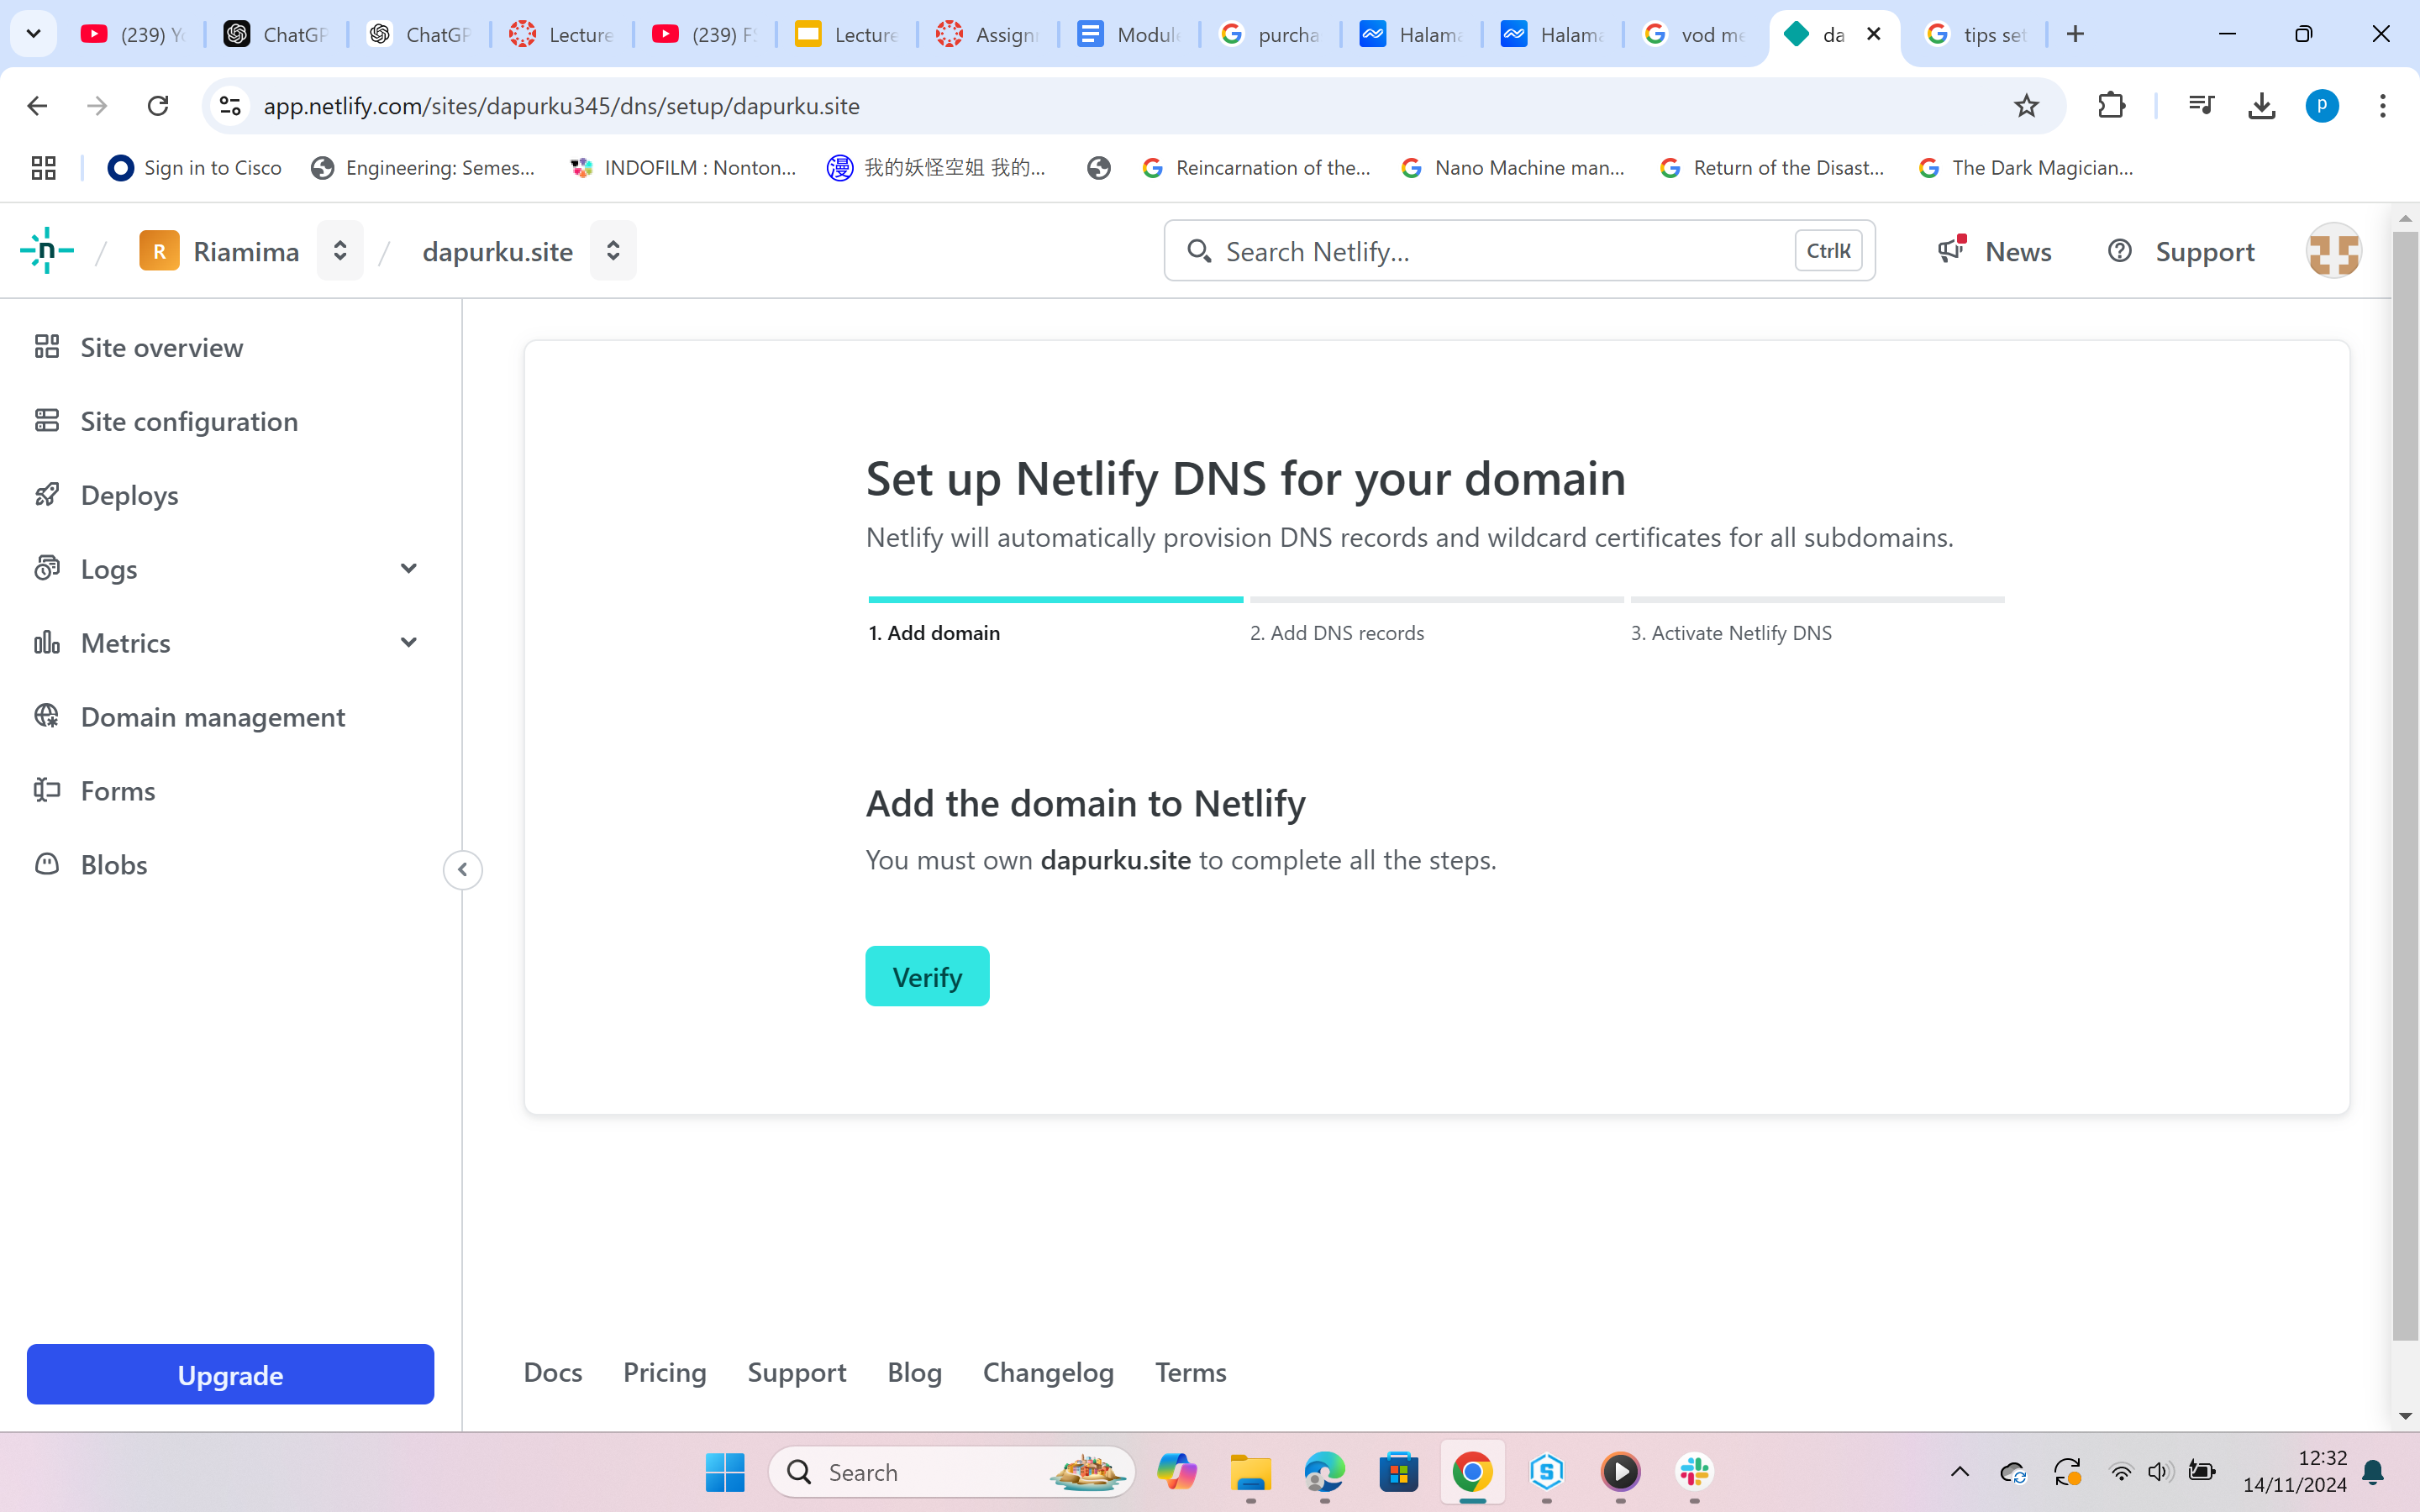 (239) Yo
ChatGP
ChatGP
Lecture
(239) FS
Lecture
Assign
Module
purcha
Halama
Halama
vod me
da
tips set
app.netlify.com/sites/dapurku345/dns/setup/dapurku.site
P
Sign in to Cisco
Engineering: Semes...
INDOFILM : Nonton...
漫 我的妖怪空姐 我的...
Reincarnation of the...
Nano Machine man...
Return of the Disast...
The Dark Magician...
n / R Riamima / dapurku.site
Search Netlify...
CtrlK
News
Support
Site overview
Site configuration
Deploys
Logs
Metrics
Domain management
Forms
Blobs
Upgrade
Set up Netlify DNS for your domain
Netlify will automatically provision DNS records and wildcard certificates for all subdomains.
1. Add domain
2. Add DNS records
3. Activate Netlify DNS
Add the domain to Netlify
You must own dapurku.site to complete all the steps.
Verify
Docs
Pricing
Support
Blog
Changelog
Terms
Search
12:32
14/11/2024